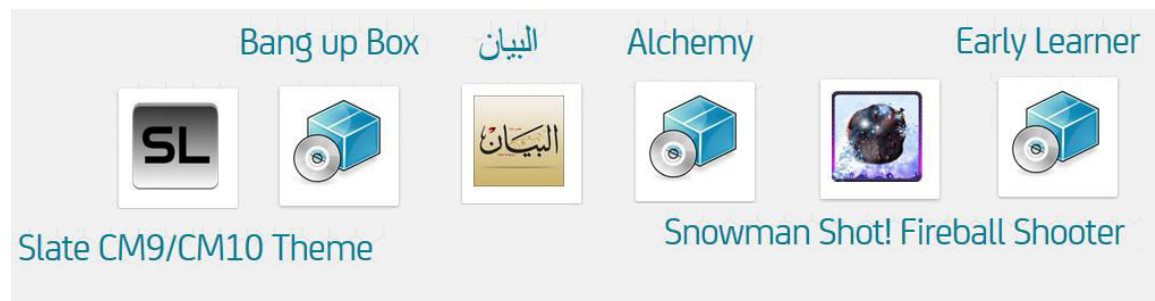 Bang up Box
البيان
Alchemy
Early Learner
SL
البيان
Slate CM9/CM10 Theme
Snowman Shot! Fireball Shooter